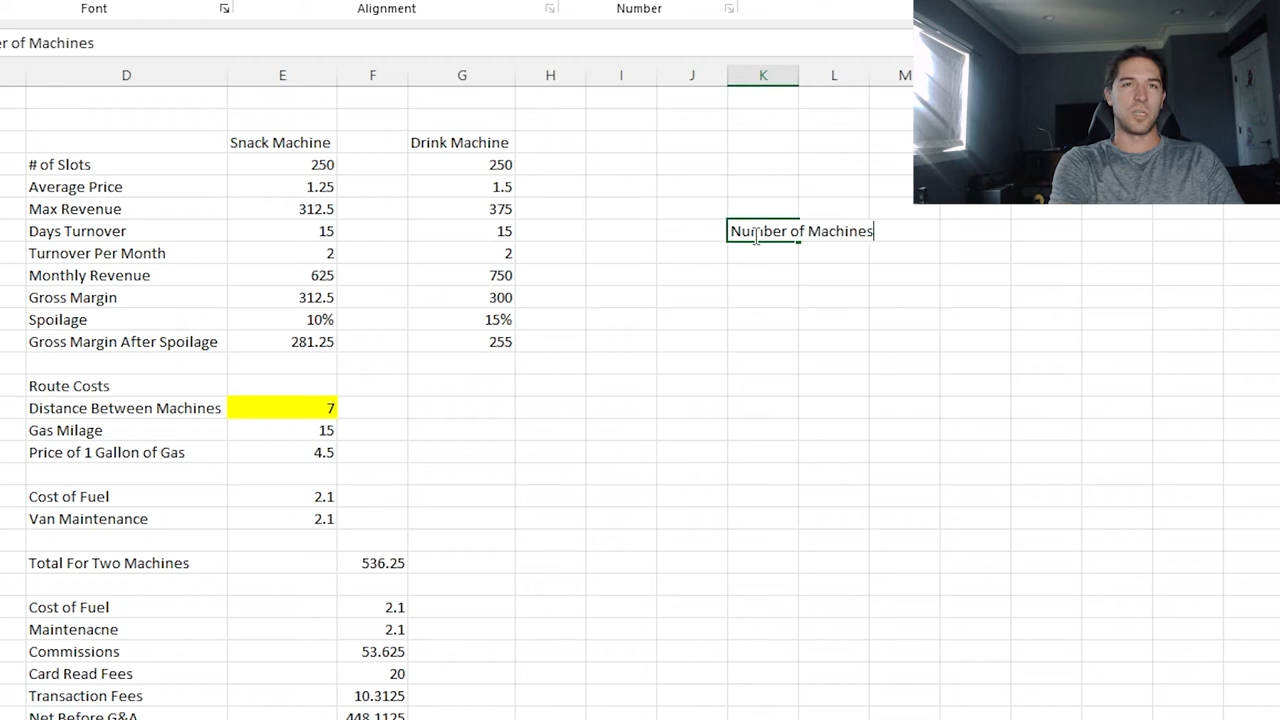 Font Alignment Number
er of Machines
D E F G H I J K L M
Snack Machine Drink Machine
# of Slots 250 250
Average Price 1.25 1.5
Max Revenue 312.5 375
Days Turnover 15 15 Number of Machines
Turnover Per Month 2 2
Monthly Revenue 625 750
Gross Margin 312.5 300
Spoilage 10% 15%
Gross Margin After Spoilage 281.25 255
Route Costs
Distance Between Machines 7
Gas Milage 15
Price of 1 Gallon of Gas 4.5
Cost of Fuel 2.1
Van Maintenance 2.1
Total For Two Machines 536.25
Cost of Fuel 2.1
Maintenacne 2.1
Commissions 53.625
Card Read Fees 20
Transaction Fees 10.3125
Net Before G&A 448.1125